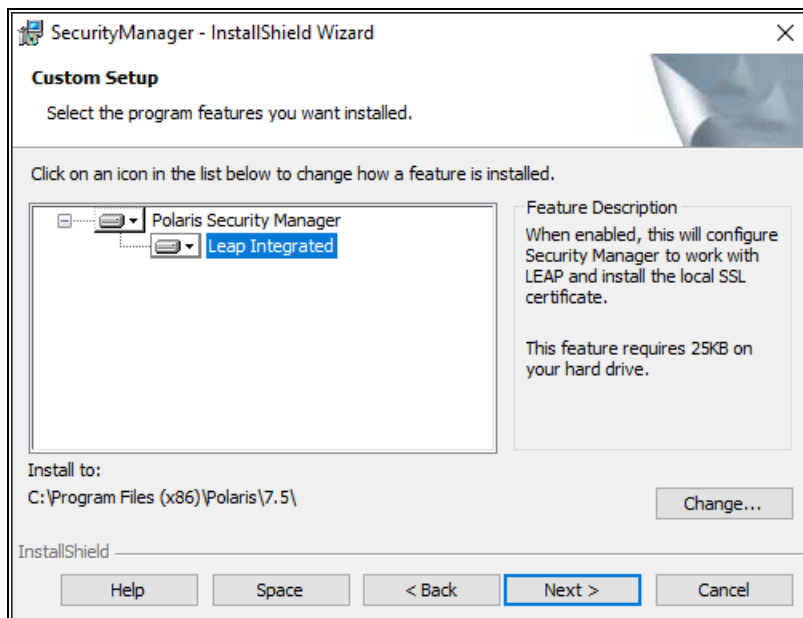 SecurityManager - InstallShield Wizard
Custom Setup
Select the program features you want installed.
Click on an icon in the list below to change how a feature is installed.
Polaris Security Manager
Leap Integrated
Feature Description
When enabled, this will configure
Security Manager to work with
LEAP and install the local SSL
certificate.
This feature requires 25KB on
your hard drive.
Install to:
C:\Program Files (x86)\Polaris\7.5\
Change...
InstallShield
Help
Space
< Back
Next >
Cancel